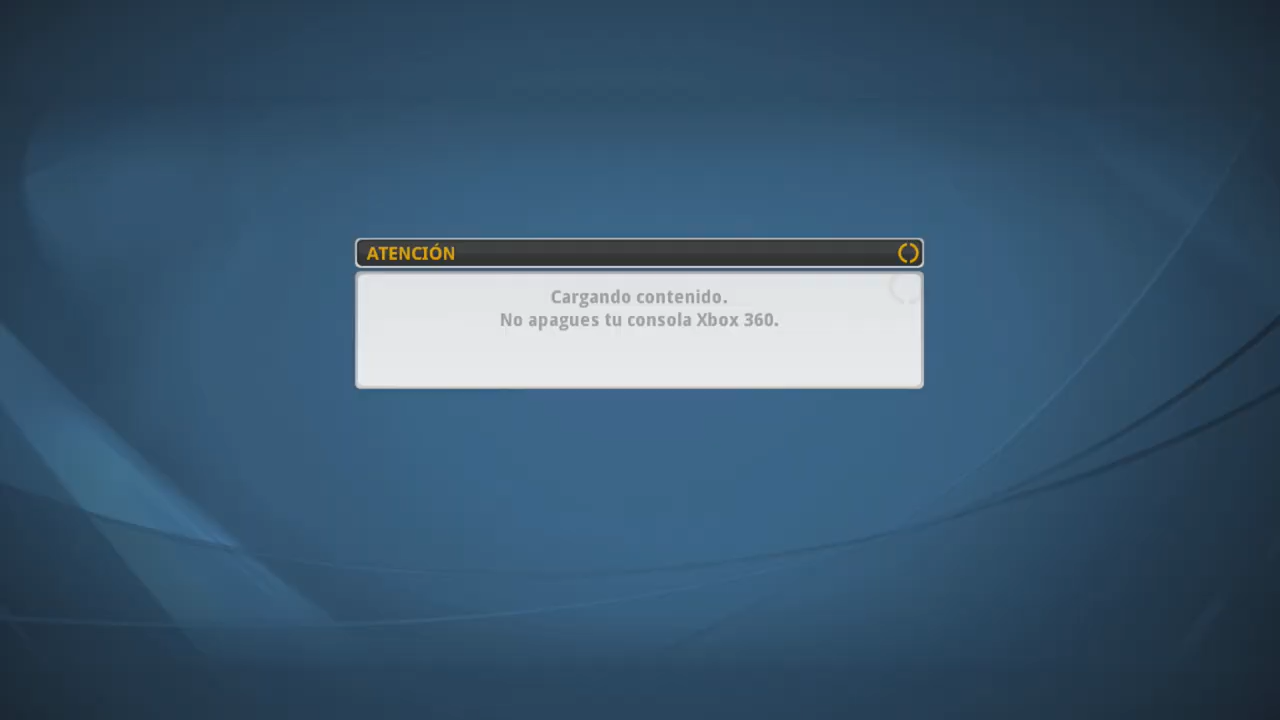 ATENCIÓN
Cargando contenido.
No apagues tu consola Xbox 360.